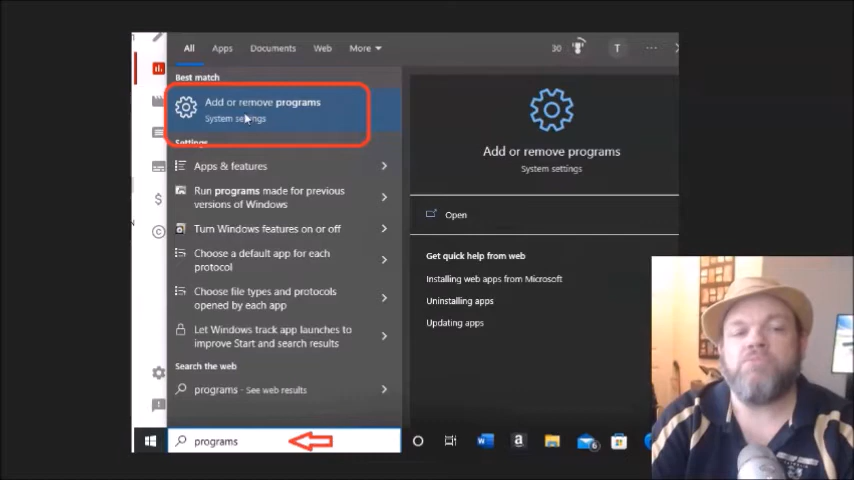 All Apps Documents Web More 30 T ...
Best match
Add or remove programs
System settings
Settings
Apps & features
Run programs made for previous
versions of Windows
Turn Windows features on or off
Choose a default app for each
protocol
Choose file types and protocols
opened by each app
Let Windows track app launches to
improve Start and search results
Search the web
programs - See web results
programs
Add or remove programs
System settings
Open
Get quick help from web
Installing web apps from Microsoft
Uninstalling apps
Updating apps
W a 6